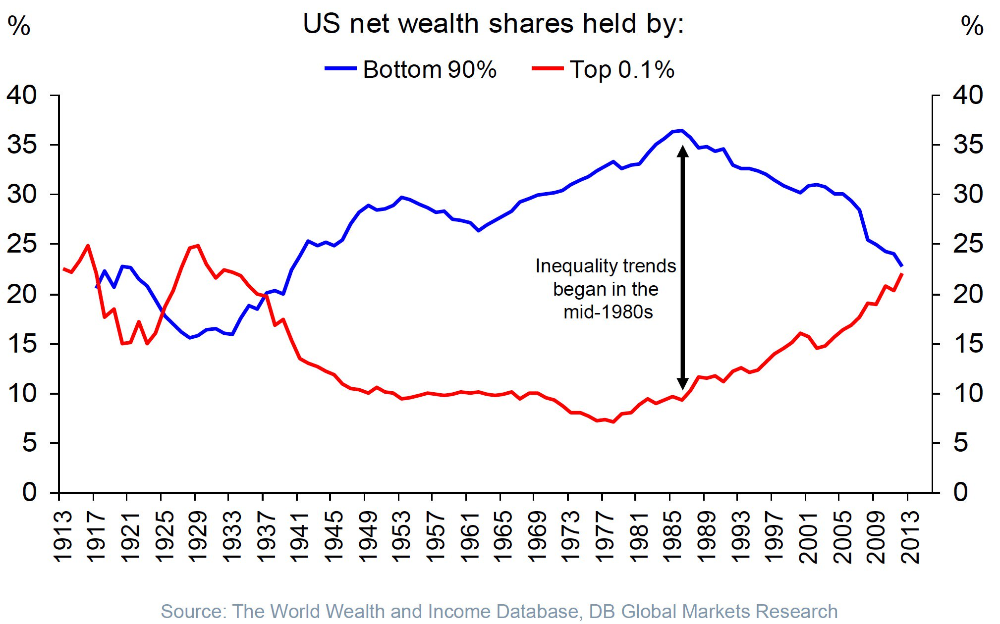 US net wealth shares held by:
% %
Bottom 90% Top 0.1%
40 40
35 35
30 30
25 25
20 20
15 15
10 10
5 5
0 0
Inequality trends
began in the
mid-1980s
1913 1917 1921 1925 1929 1933 1937 1941 1945 1949 1953 1957 1961 1965 1969 1973 1977 1981 1985 1989 1993 1997 2001 2005 2009 2013
Source: The World Wealth and Income Database, DB Global Markets Research